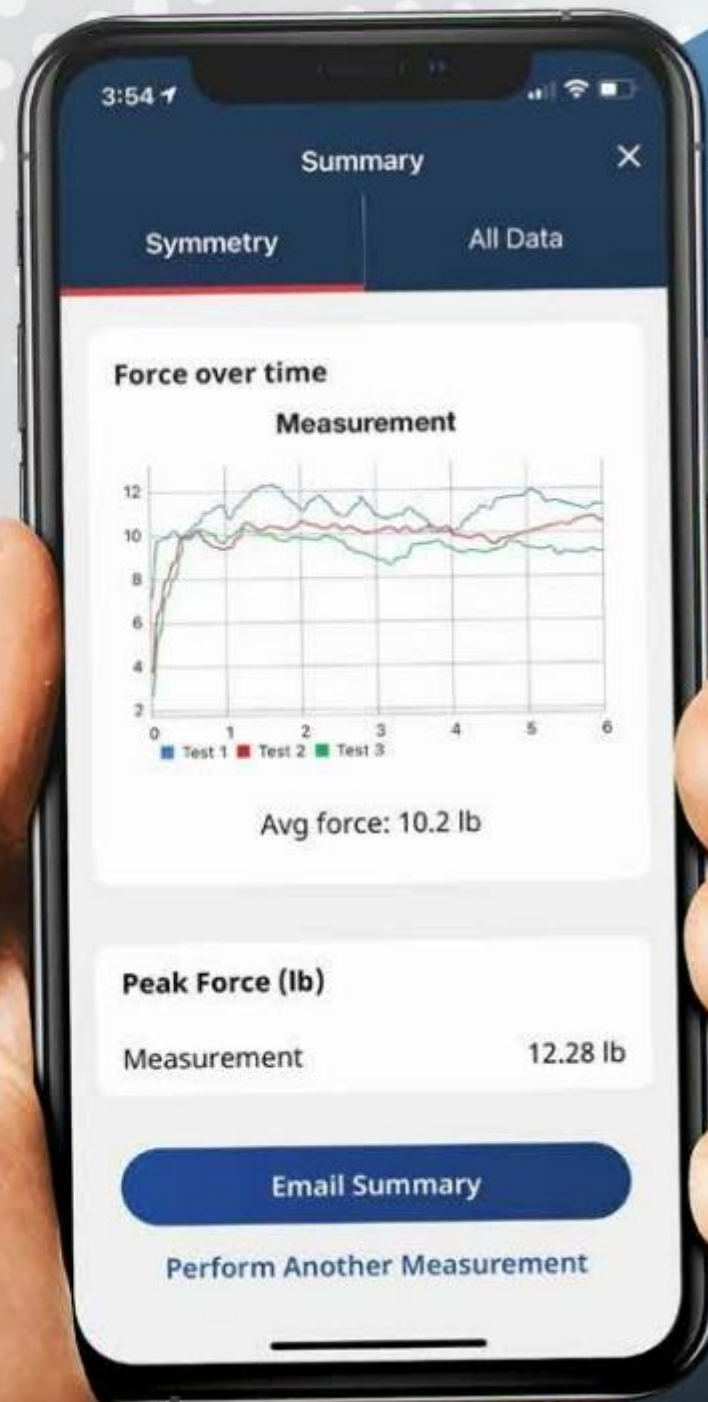 3:54
Summary
Symmetry
All Data
Force over time
Measurement
12
10
8
6
4
2
0 1 2 3 4 5 6
Test 1 Test 2 Test 3
Avg force: 10.2 lb
Peak Force (lb)
Measurement 12.28 lb
Email Summary
Perform Another Measurement